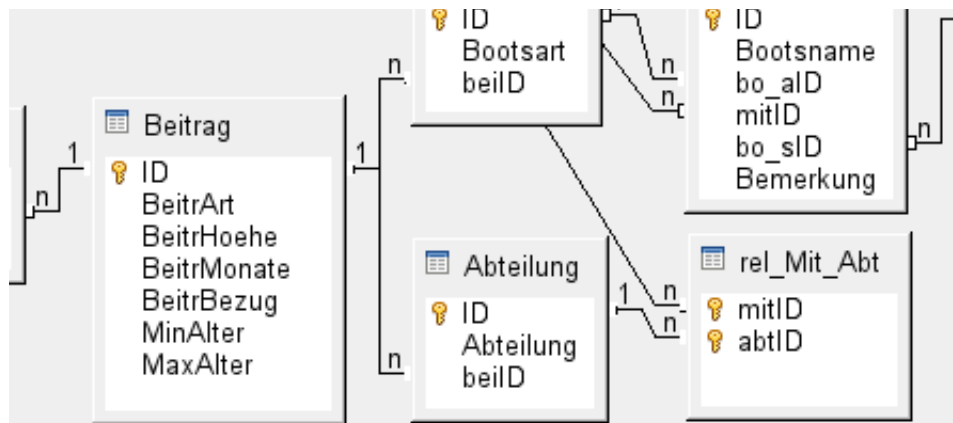 Beitrag
ID
BeitrArt
BeitrHoehe
BeitrMonate
BeitrBezug
MinAlter
MaxAlter
ID
Bootsart
beiID
ID
Bootsname
bo_aID
mitID
bo_sID
Bemerkung
Abteilung
ID
Abteilung
beiID
rel_Mit_Abt
mitID
abtID
1
n
1
n
n
n
n
n
1
n
n